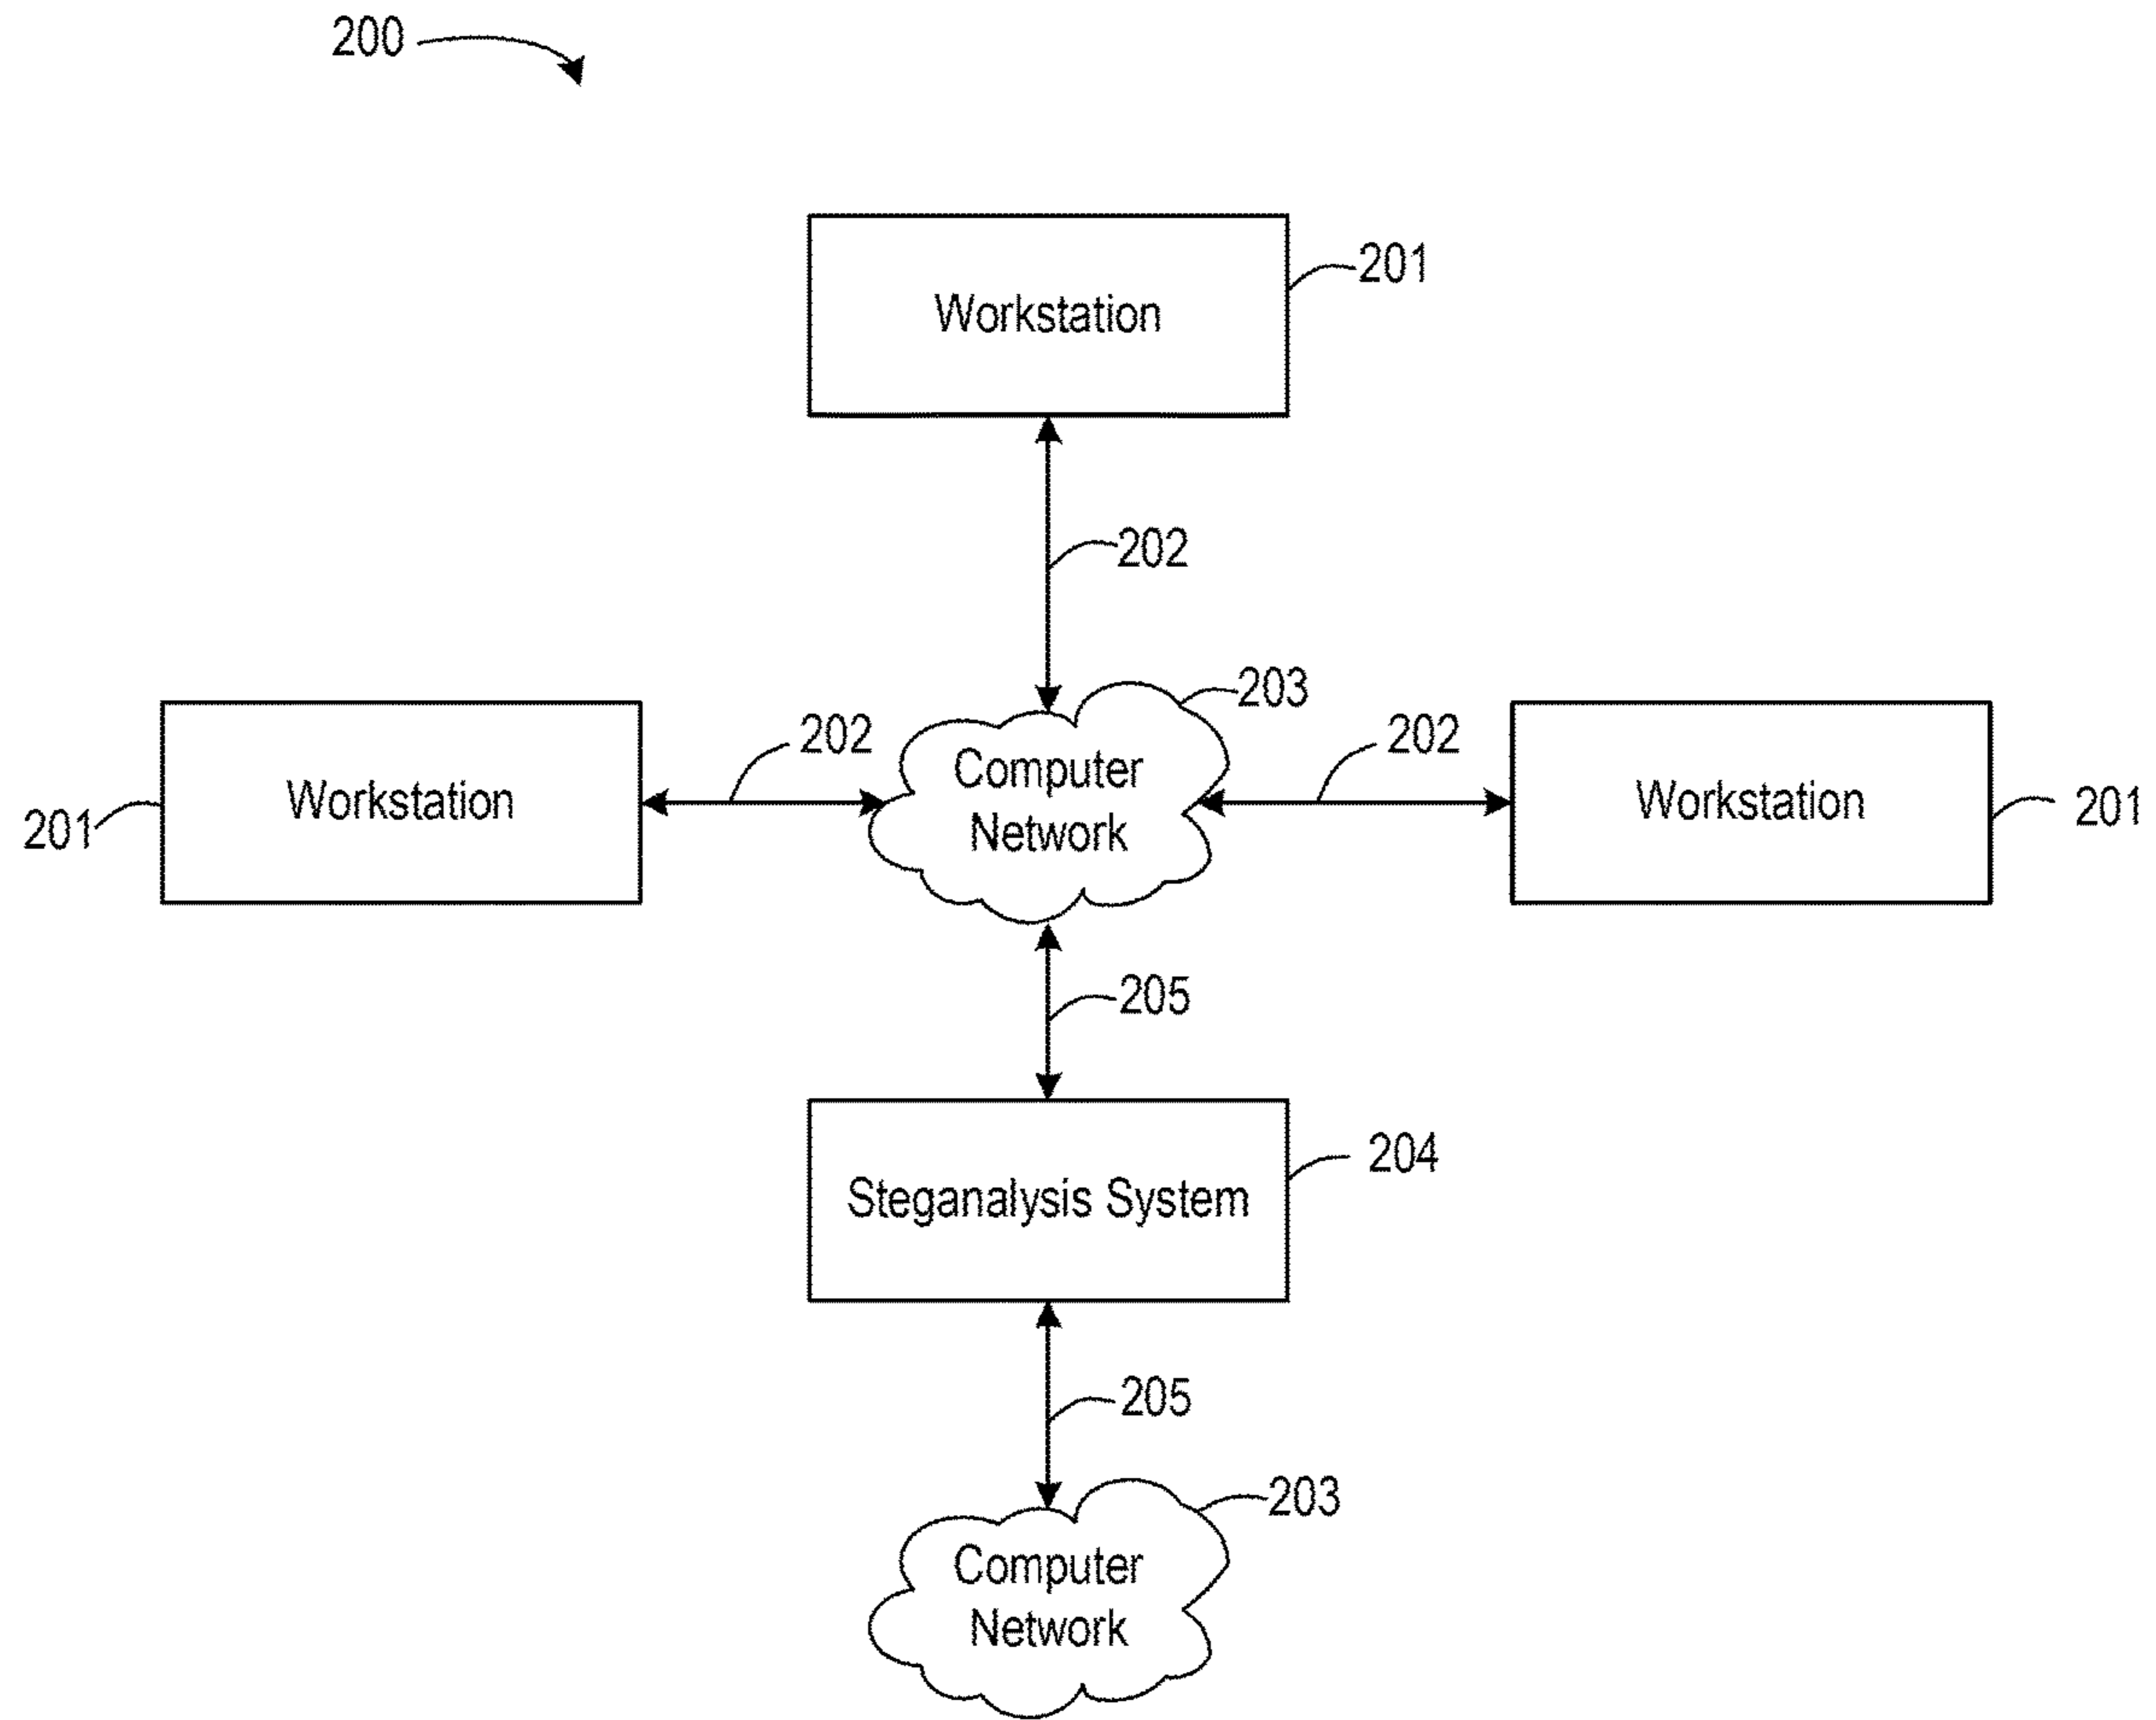 200
201
Workstation
202
203
202
202
Computer
Network
Workstation
201
Workstation
201
205
204
Steganalysis System
205
203
Computer
Network